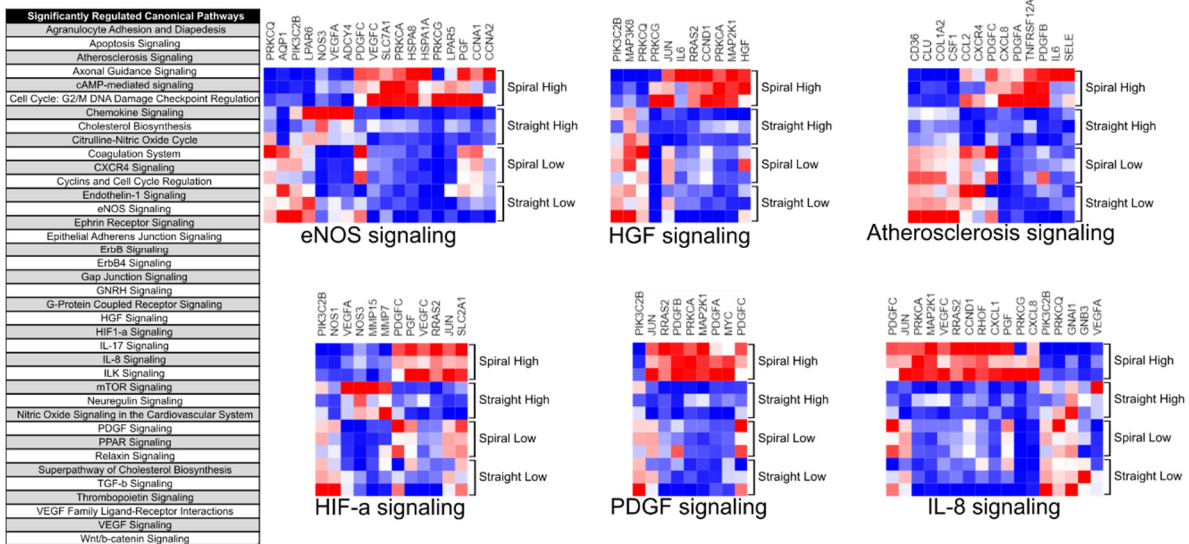 Significantly Regulated Canonical Pathways
Agranulocyte Adhesion and Diapedesis
Apoptosis Signaling
Atherosclerosis Signaling
Axonal Guidance Signaling
cAMP-mediated signaling
Cell Cycle: G2/M DNA Damage Checkpoint Regulation
Chemokine Signaling
Cholesterol Biosynthesis
Citrulline-Nitric Oxide Cycle
Coagulation System
CXCR4 Signaling
Cyclins and Cell Cycle Regulation
Endothelin-1 Signaling
eNOS Signaling
Ephrin Receptor Signaling
Epithelial Adherens Junction Signaling
ErbB Signaling
ErbB4 Signaling
Gap Junction Signaling
GNRH Signaling
G-Protein Coupled Receptor Signaling
HGF Signaling
HIF1-a Signaling
IL-17 Signaling
IL-8 Signaling
ILK Signaling
mTOR Signaling
Neuregulin Signaling
Nitric Oxide Signaling in the Cardiovascular System
PDGF Signaling
PPAR Signaling
Relaxin Signaling
Superpathway of Cholesterol Biosynthesis
TGF-b Signaling
Thrombopoietin Signaling
VEGF Family Ligand-Receptor Interactions
VEGF Signaling
Wnt/b-catenin Signaling
PRKCQ
AQP1
PIK3C2B
LPAR6
NOS3
VEGFA
ADCY4
PDGFC
VEGFC
SLC7A1
PRKCA
HSPA8
HSPA1A
PRKCG
LPAR5
PGF
CCNA1
CCNA2
Spiral High
Straight High
Spiral Low
Straight Low
eNOS signaling
PIK3C2B
MAP3K8
PRKCQ
PRKCG
JUN
IL6
RRAS2
CCND1
PRKCA
MAP2K1
HGF
Spiral High
Straight High
Spiral Low
Straight Low
HGF signaling
CD36
CLU
COL1A2
CSF1
CCL2
CXCR4
PDGFC
CXCL8
PDGFA
TNFRSF12A
PDGFB
IL6
SELE
Spiral High
Straight High
Spiral Low
Straight Low
Atherosclerosis signaling
PIK3C2B
NOS1
VEGFA
NOS3
MMP15
MMP7
PDGFC
PGF
VEGFC
RRAS2
JUN
SLC2A1
Spiral High
Straight High
Spiral Low
Straight Low
HIF-a signaling
PIK3C2B
JUN
RRAS2
PDGFB
PRKCA
MAP2K1
PDGFA
MYC
PDGFC
Spiral High
Straight High
Spiral Low
Straight Low
PDGF signaling
PDGFC
JUN
PRKCA
MAP2K1
VEGFC
RRAS2
CCND1
RHOF
CXCL1
PGF
PRKCG
CXCL8
PIK3C2B
PRKCQ
GNAI1
GNB3
VEGFA
Spiral High
Straight High
Spiral Low
Straight Low
IL-8 signaling